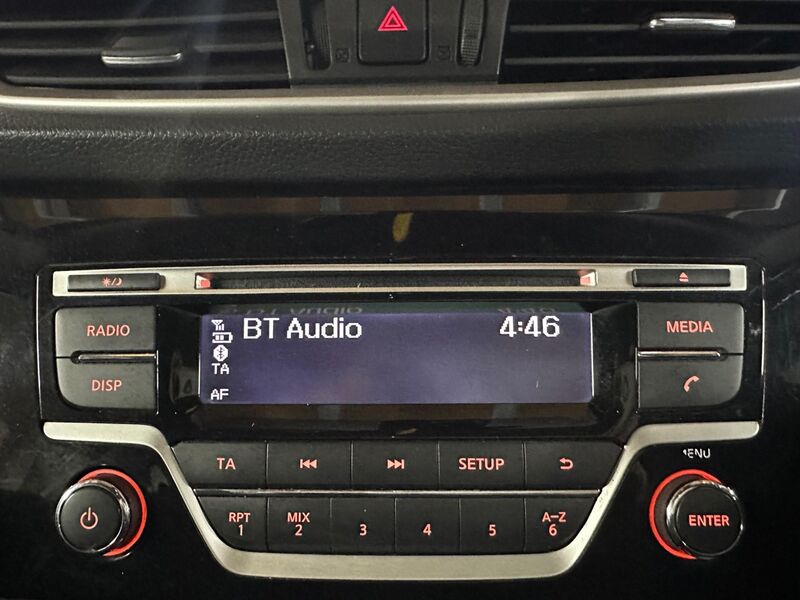 BT Audio 4:46
TA
AF
RADIO
MEDIA
DISP
TA
SETUP
MENU
RPT
1
MIX
2
3
4
5
A-Z
6
ENTER